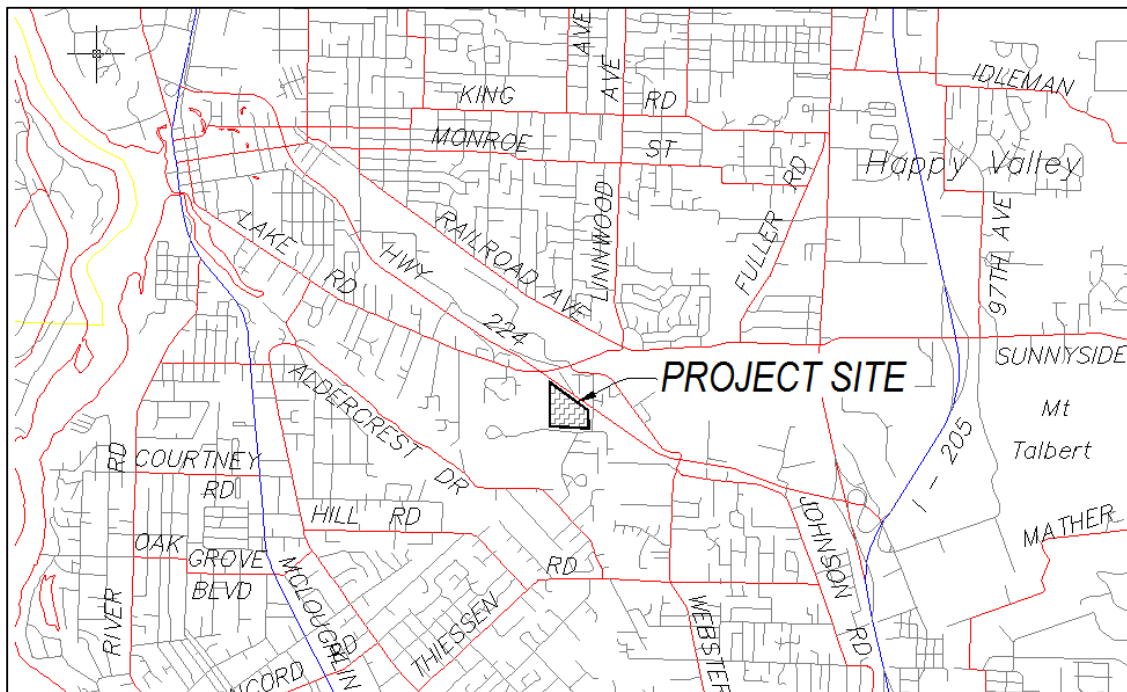 AVE
AVE
IDLEMAN
KING RD
MONROE ST
Happy Valley
LINNWOOD
FULLER RD
97TH AVE
LAKE RD
HWY 224
RAILROAD AVE
SUNNYSIDE
PROJECT SITE
Mt
Talbert
ALDERCREST DR
I - 205
RD
COURTNEY
RD
HILL RD
JOHNSON RD
MATHER
OAK
GROVE
BLVD
RD
RIVER
MCLOUGHLIN
THIESSEN
WEBSTER
NCORD RD